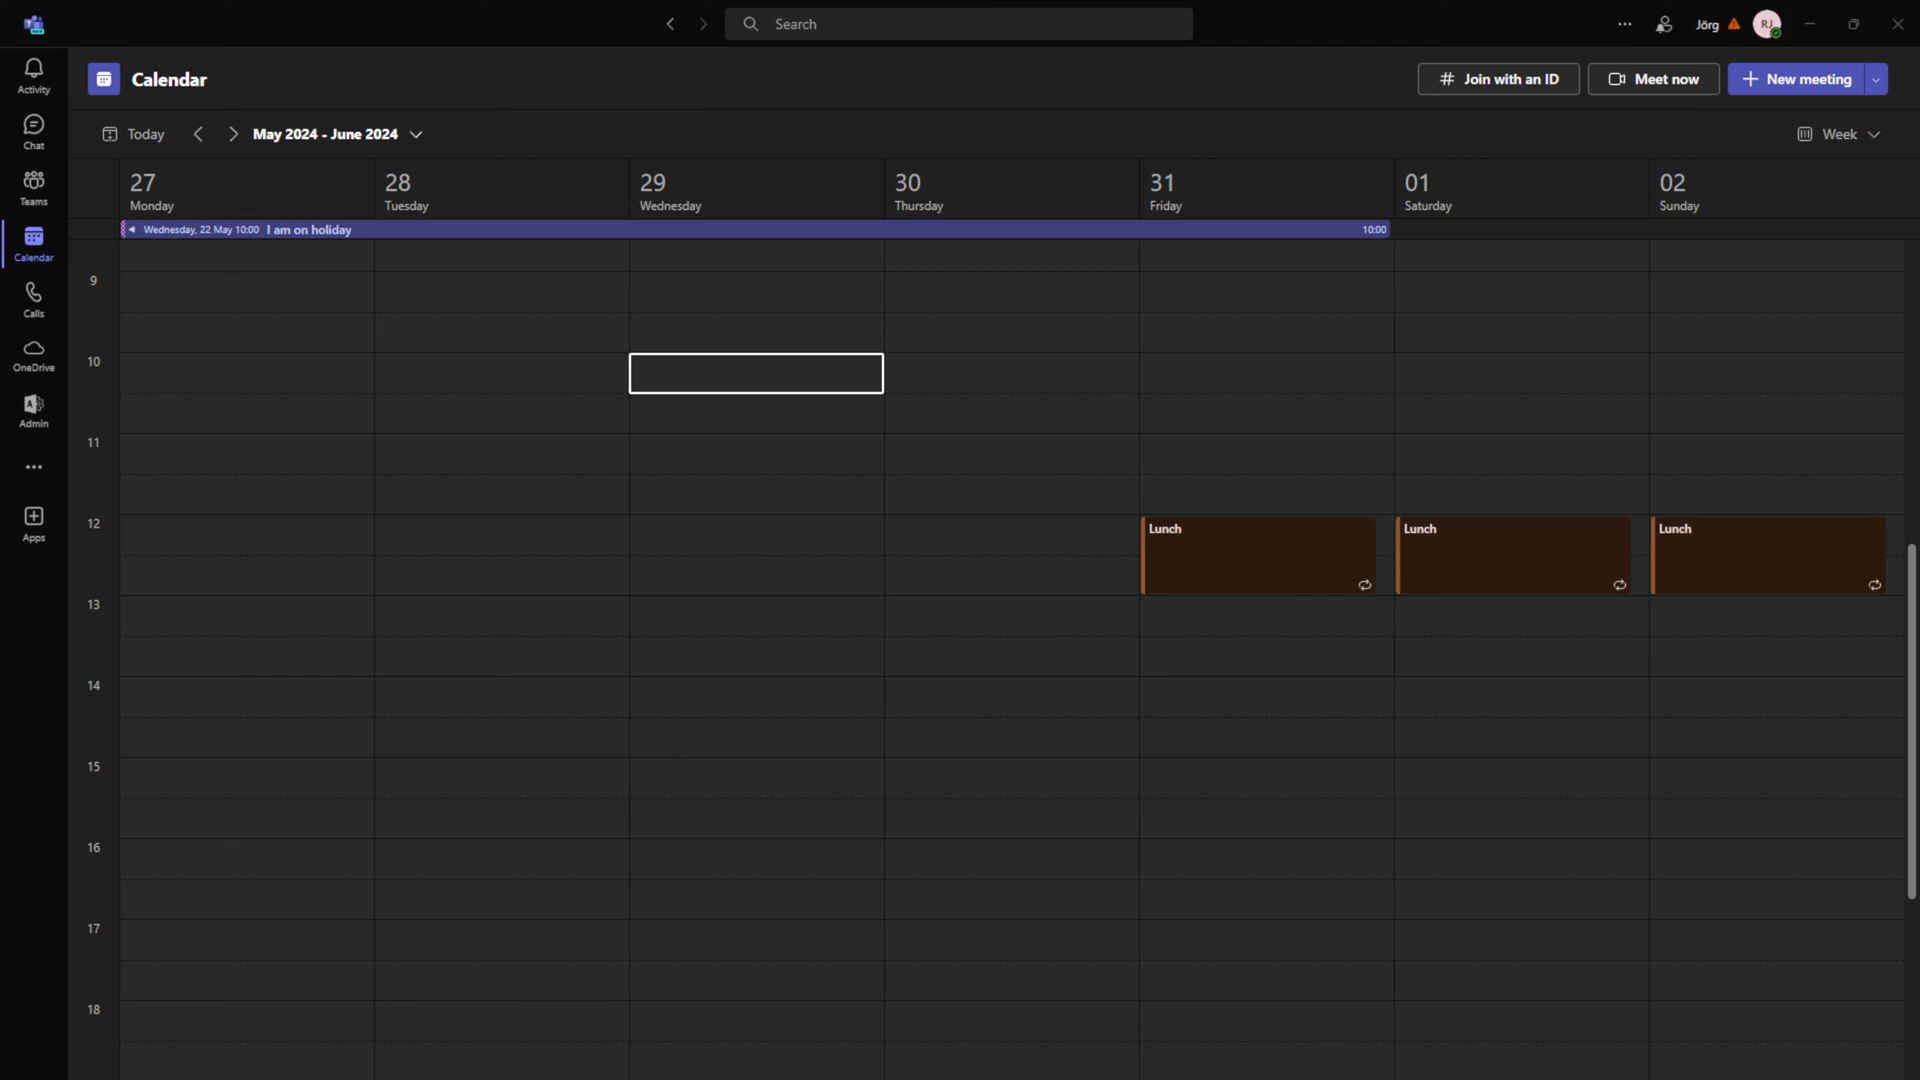 Search
Jörg
RJ
Activity
Chat
Teams
Calendar
Calls
OneDrive
Admin
Apps
Calendar
Join with an ID
Meet now
New meeting
Today
May 2024 - June 2024
Week
27
Monday
28
Tuesday
29
Wednesday
30
Thursday
31
Friday
01
Saturday
02
Sunday
Wednesday, 22 May 10:00 I am on holiday 10:00
9
10
11
12
Lunch
Lunch
Lunch
13
14
15
16
17
18